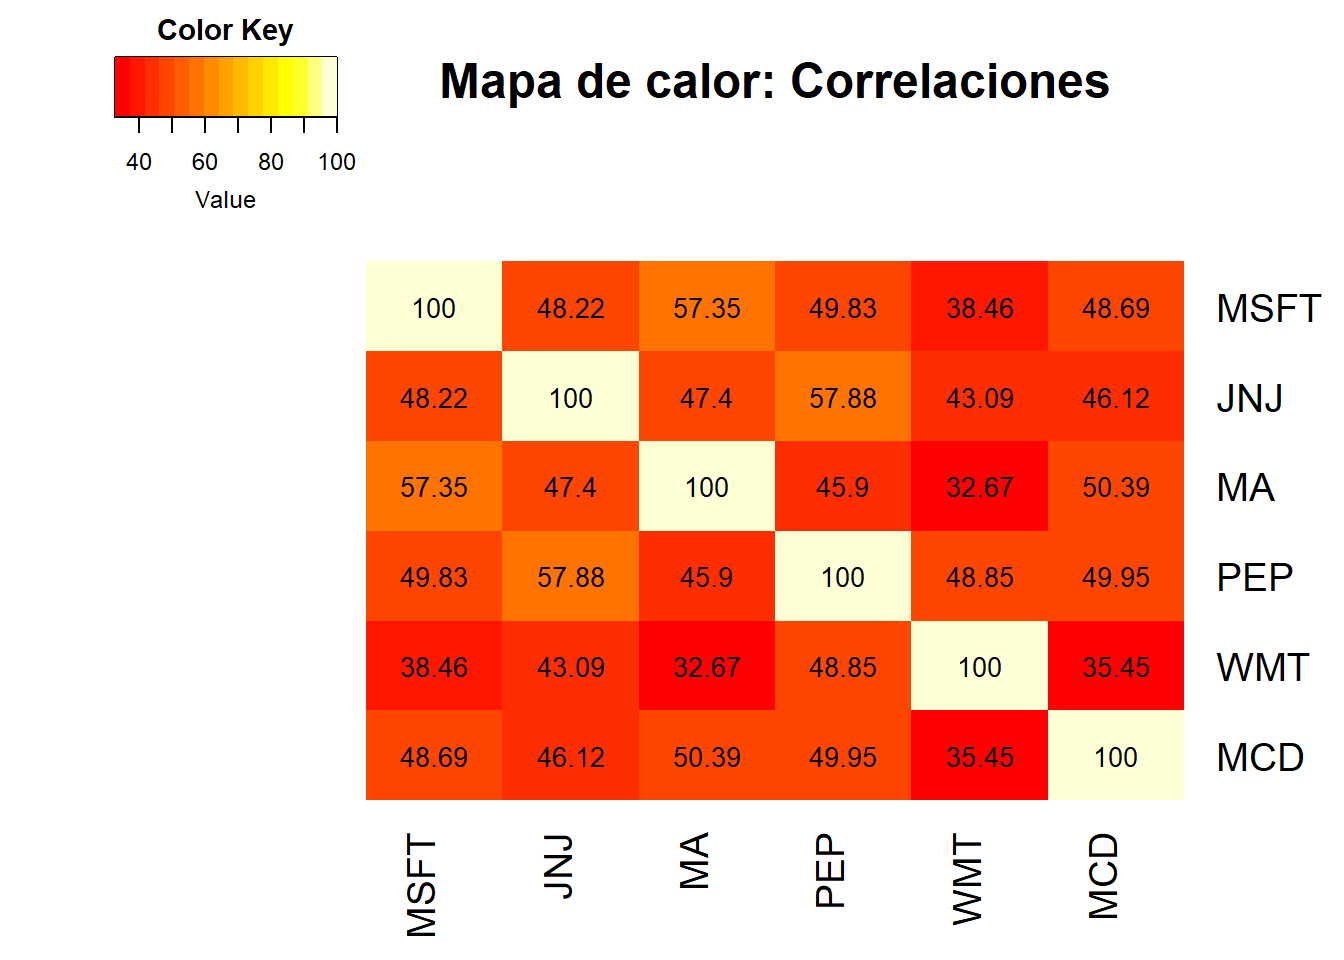 Color Key
40 60 80 100
Value
Mapa de calor: Correlaciones
100 48.22 57.35 49.83 38.46 48.69 MSFT
48.22 100 47.4 57.88 43.09 46.12 JNJ
57.35 47.4 100 45.9 32.67 50.39 MA
49.83 57.88 45.9 100 48.85 49.95 PEP
38.46 43.09 32.67 48.85 100 35.45 WMT
48.69 46.12 50.39 49.95 35.45 100 MCD
MSFT JNJ MA PEP WMT MCD